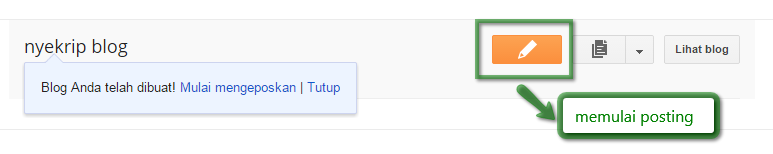 nyekrip blog
Lihat blog
Blog Anda telah dibuat! Mulai mengeposkan | Tutup
memulai posting